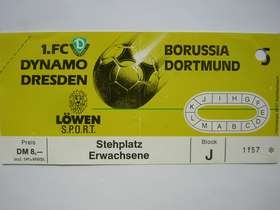 1.FC
DYNAMO
DRESDEN
BORUSSIA
DORTMUND
LÖWEN
S.P.O.R.T.
K J I H G F E
L M A B C
Preis
DM 8,—
Stehplatz
Erwachsene
Block
J
1157 *